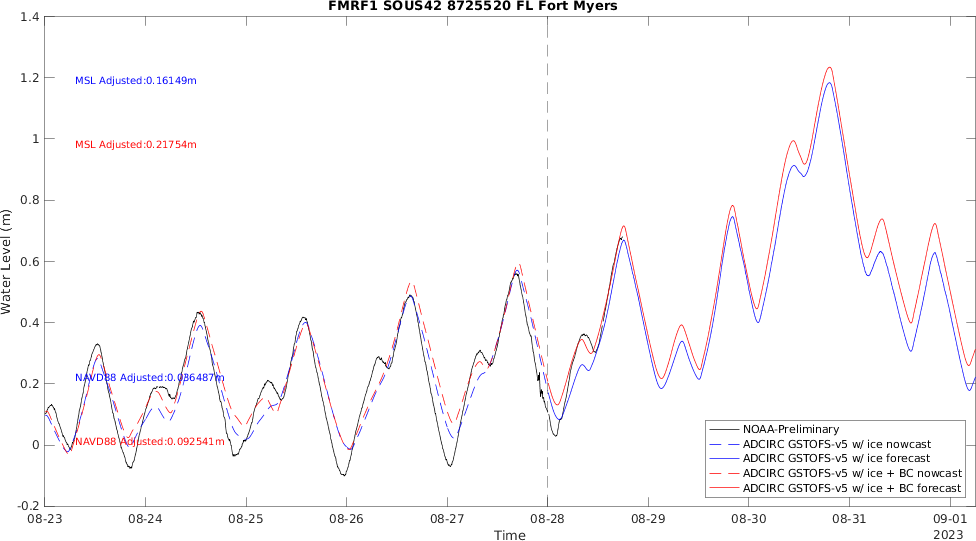 FMRF1 SOUS42 8725520 FL Fort Myers
1.4
1.2
1
0.8
0.6
0.4
0.2
0
-0.2
Water Level (m)
MSL Adjusted:0.16149m
MSL Adjusted:0.21754m
NAVD88 Adjusted:0.036487m
NAVD88 Adjusted:0.092541m
NOAA-Preliminary
ADCIRC GSTOFS-v5 w/ ice nowcast
ADCIRC GSTOFS-v5 w/ ice forecast
ADCIRC GSTOFS-v5 w/ ice + BC nowcast
ADCIRC GSTOFS-v5 w/ ice + BC forecast
08-23 08-24 08-25 08-26 08-27 08-28 08-29 08-30 08-31 09-01
2023
Time